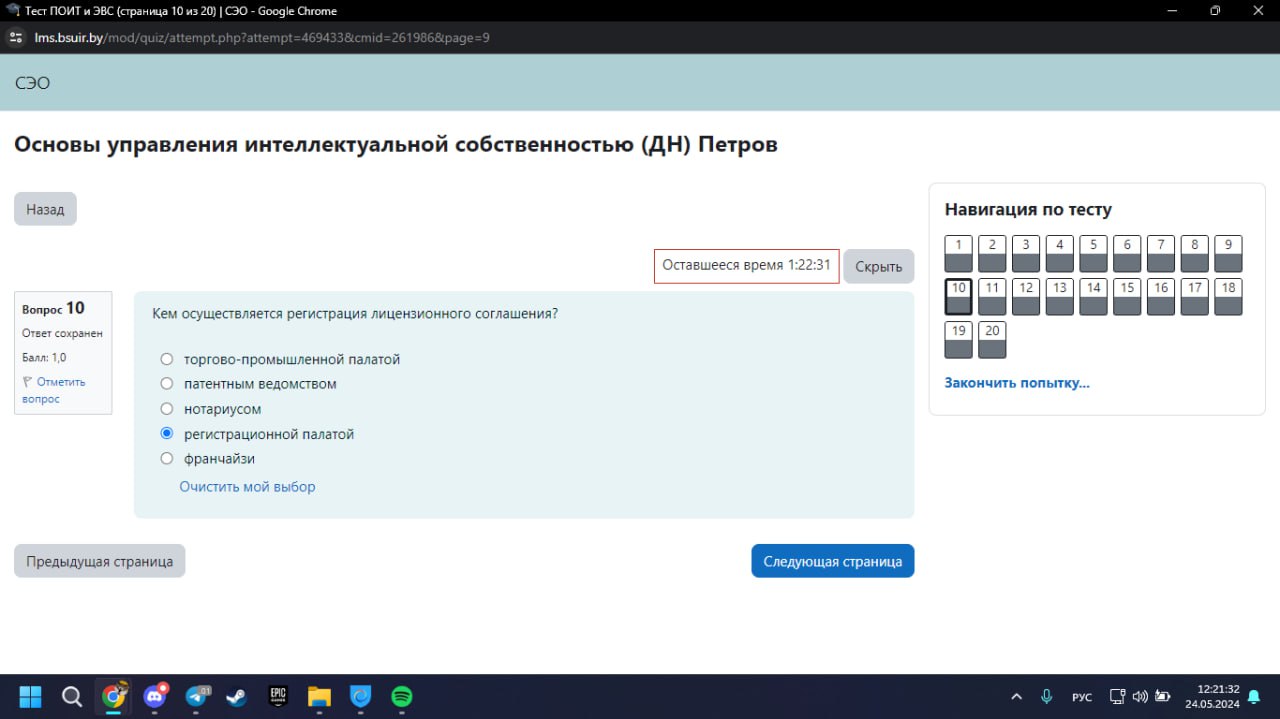 Тест ПОИТ и ЭВС (страница 10 из 20) | СЭО - Google Chrome
lms.bsuir.by/mod/quiz/attempt.php?attempt=469433&cmid=261986&page=9
СЭО
Основы управления интеллектуальной собственностью (ДН) Петров
Назад
Оставшееся время 1:22:31
Скрыть
Вопрос 10
Ответ сохранен
Балл: 1,0
Отметить
вопрос
Кем осуществляется регистрация лицензионного соглашения?
торгово-промышленной палатой
патентным ведомством
нотариусом
регистрационной палатой
франчайзи
Очистить мой выбор
Предыдущая страница
Следующая страница
Навигация по тесту
1 2 3 4 5 6 7 8 9
10 11 12 13 14 15 16 17 18
19 20
Закончить попытку...
01
EPIC
GAMES
РУС
12:21:32
24.05.2024